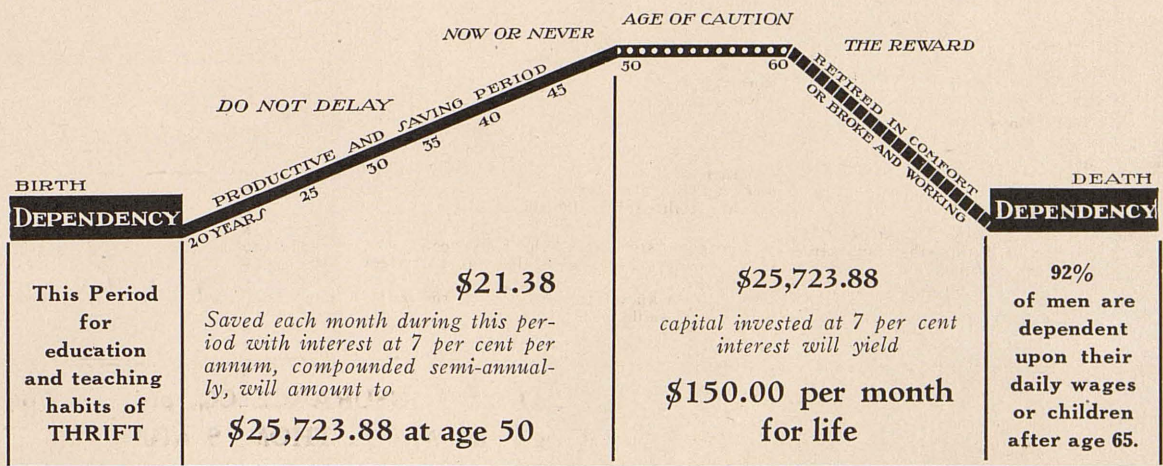 AGE OF CAUTION
NOW OR NEVER
THE REWARD
50
60
DO NOT DELAY
PRODUCTIVE AND SAVING PERIOD
20 YEARS
25
30
35
40
45
RETIRED IN COMFORT
OR BROKE AND WORKING
BIRTH
DEPENDENCY
DEATH
DEPENDENCY
This Period
for
education
and teaching
habits of
THRIFT
$21.38
Saved each month during this per-
iod with interest at 7 per cent per
annum, compounded semi-annual-
ly, will amount to
$25,723.88 at age 50
$25,723.88
capital invested at 7 per cent
interest will yield
$150.00 per month
for life
92%
of men are
dependent
upon their
daily wages
or children
after age 65.